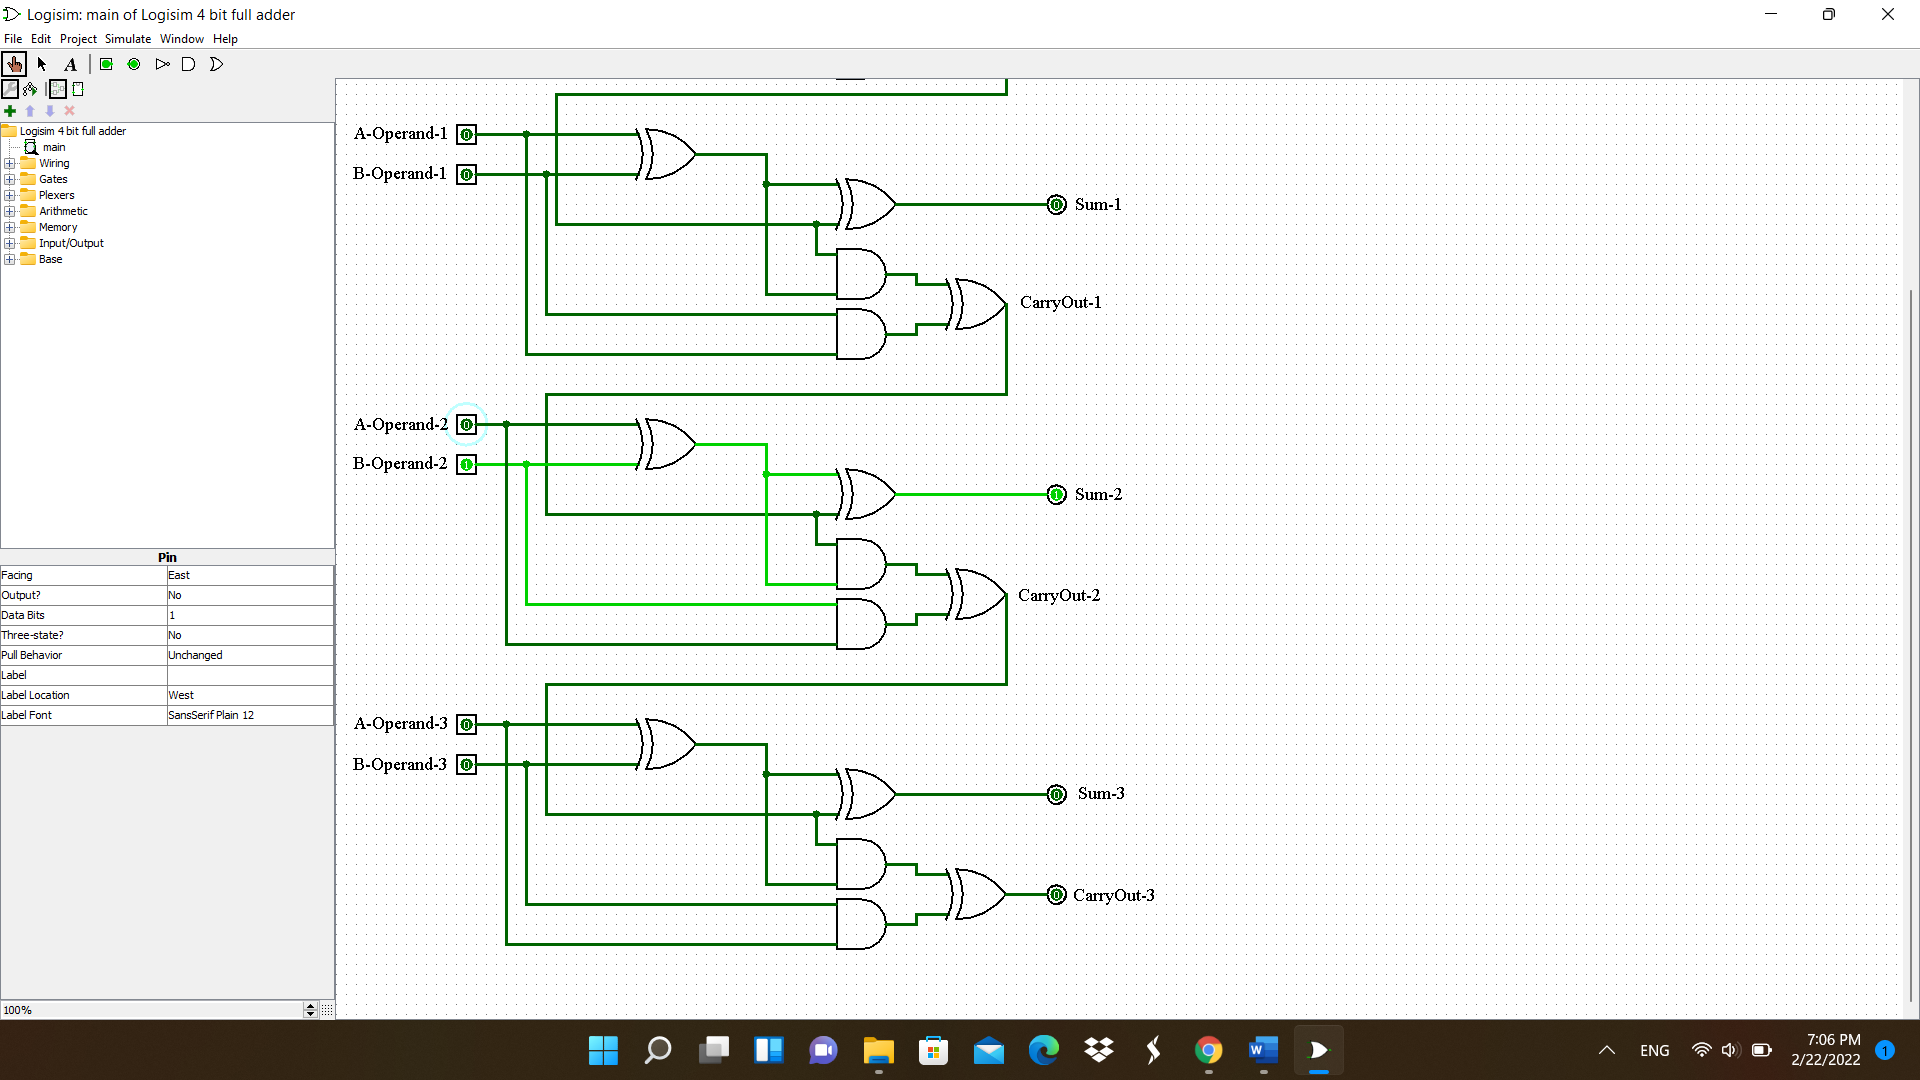 Logisim: main of Logisim 4 bit full adder
File Edit Project Simulate Window Help
A
Logisim 4 bit full adder
main
Wiring
Gates
Plexers
Arithmetic
Memory
Input/Output
Base
Pin
Facing East
Output? No
Data Bits 1
Three-state? No
Pull Behavior Unchanged
Label
Label Location West
Label Font SansSerif Plain 12
100%
A-Operand-1 0
B-Operand-1 0
0 Sum-1
CarryOut-1
A-Operand-2 0
B-Operand-2 1
1 Sum-2
CarryOut-2
A-Operand-3 0
B-Operand-3 0
0 Sum-3
0 CarryOut-3
W
ENG
7:06 PM
2/22/2022
1